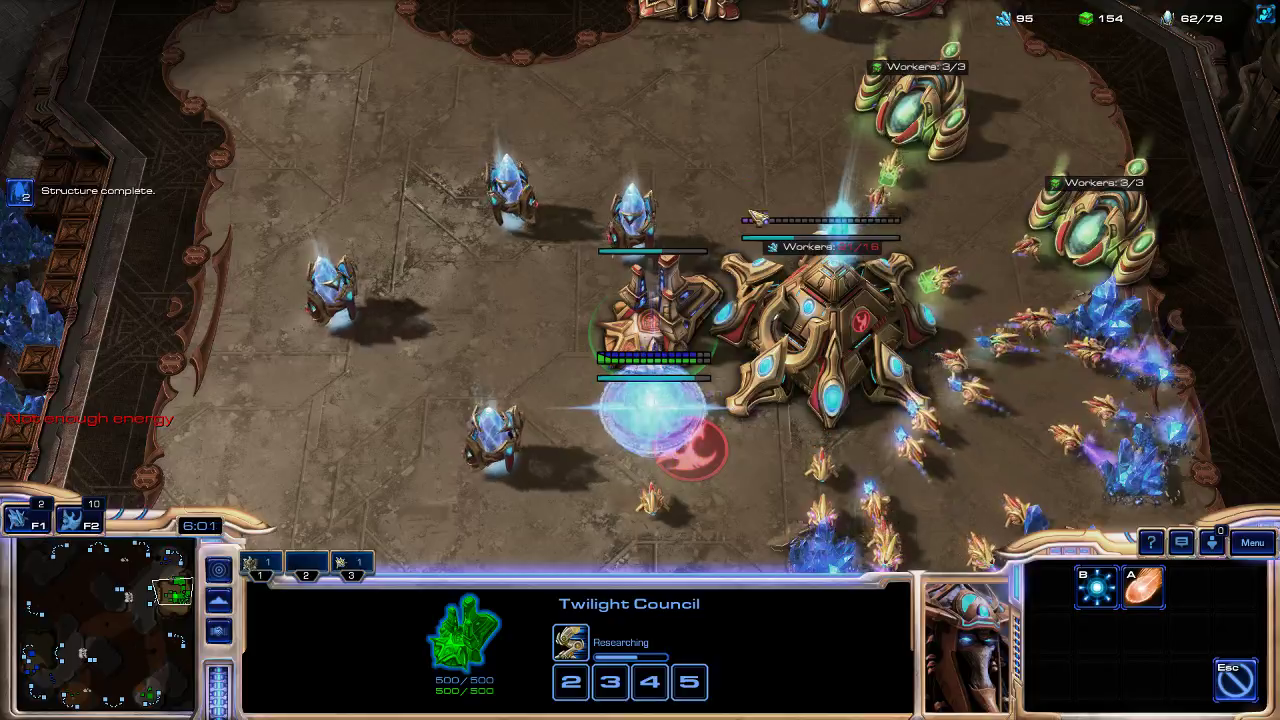 95 154 62/79
Workers: 3/3
Workers: 3/3
2 Structure complete.
Workers: /16
Not enough energy
2 10
F1 F2
6:01
0
? Menu
1 1
1 2 3
Twilight Council
B A
Researching
500/500
500/500
2 3 4 5
Esc